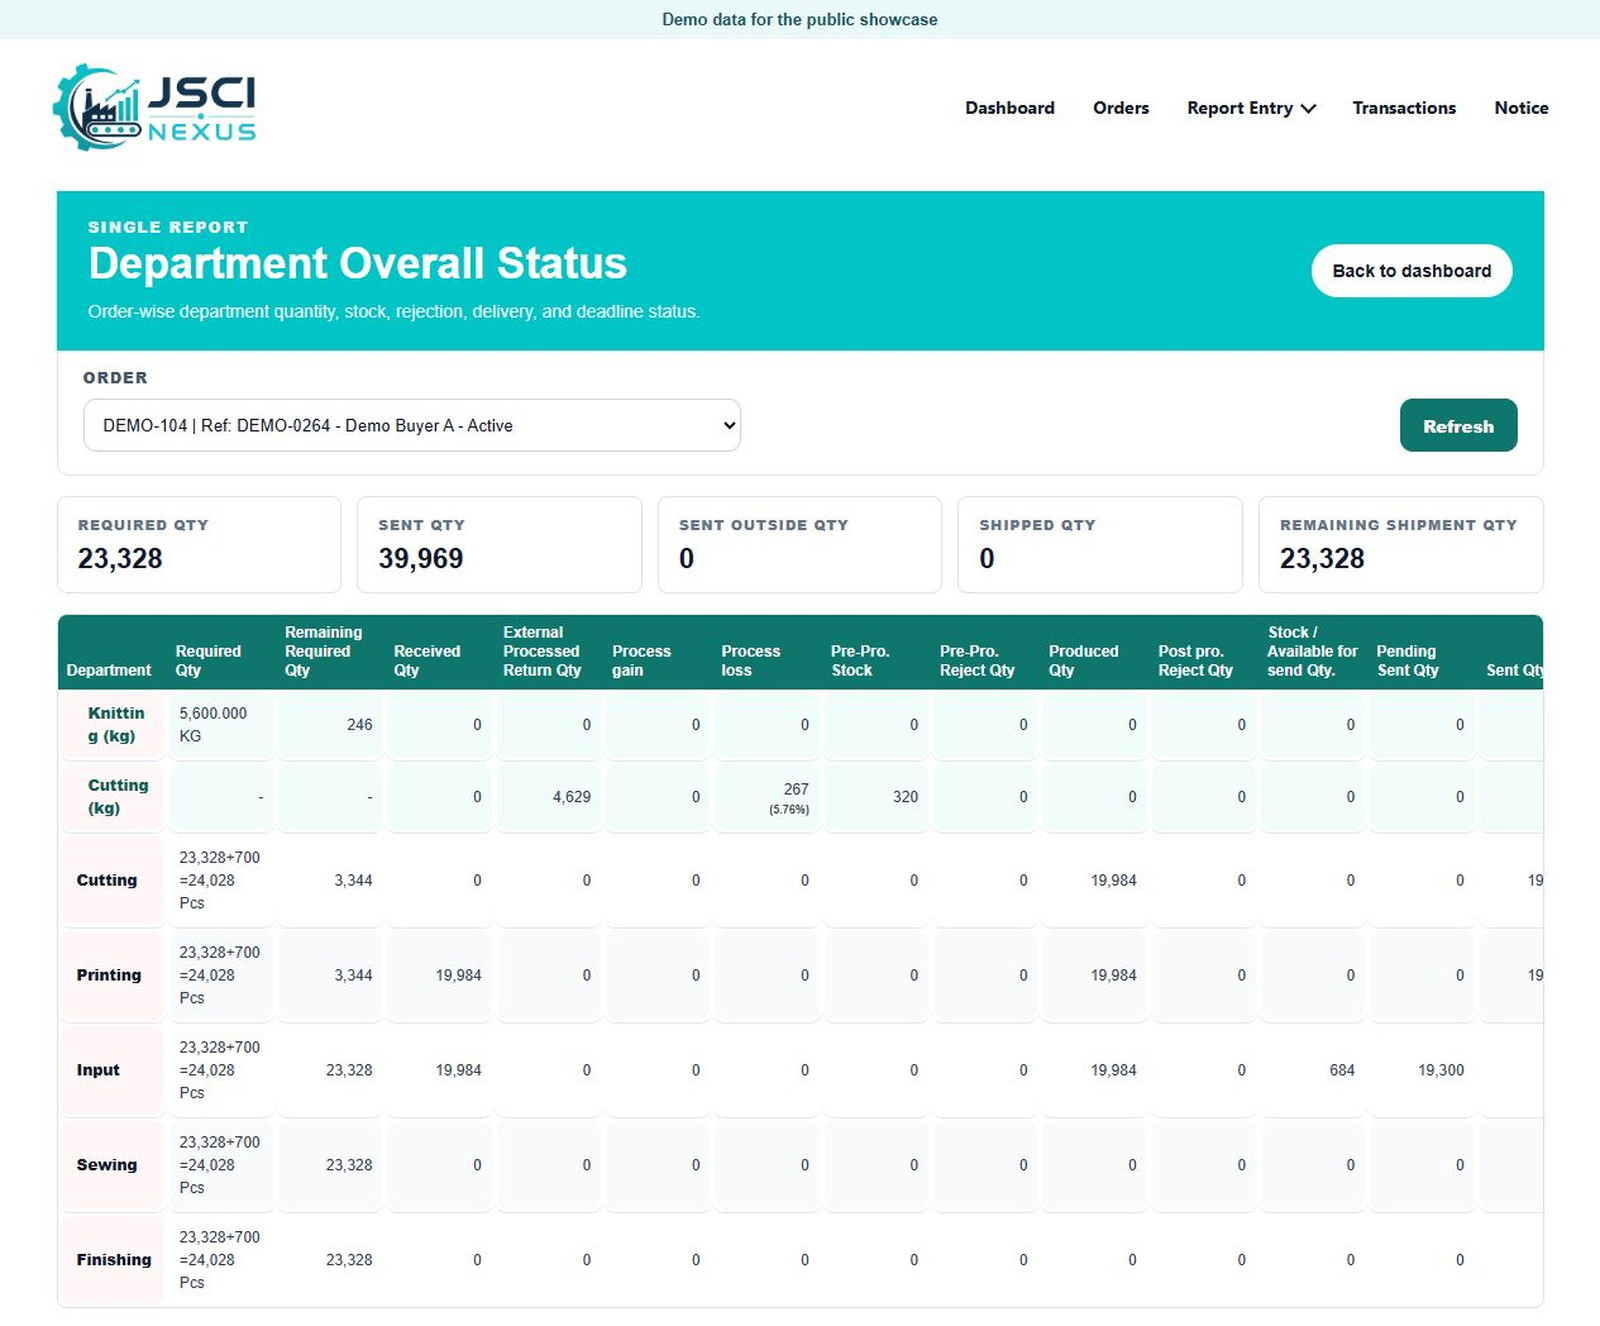 Demo data for the public showcase
JSCI
NEXUS
Dashboard Orders Report Entry Transactions Notice
SINGLE REPORT
Department Overall Status
Order-wise department quantity, stock, rejection, delivery, and deadline status.
Back to dashboard
ORDER
DEMO-104 | Ref: DEMO-0264 - Demo Buyer A - Active
Refresh
REQUIRED QTY
23,328
SENT QTY
39,969
SENT OUTSIDE QTY
0
SHIPPED QTY
0
REMAINING SHIPMENT QTY
23,328
Department
Required
Qty
Remaining
Required
Qty
Received
Qty
External
Processed
Return Qty
Process
gain
Process
loss
Pre-Pro.
Stock
Pre-Pro.
Reject Qty
Produced
Qty
Post pro.
Reject Qty
Stock /
Available for
send Qty.
Pending
Sent Qty
Sent Qty
Knittin
g (kg)
5,600.000
KG
246 0 0 0 0 0 0 0 0 0 0
Cutting
(kg)
- - 0 4,629 0 267
(5.76%)
320 0 0 0 0 0
Cutting
23,328+700
=24,028
Pcs
3,344 0 0 0 0 0 0 19,984 0 0 0 19
Printing
23,328+700
=24,028
Pcs
3,344 19,984 0 0 0 0 0 19,984 0 0 0 19
Input
23,328+700
=24,028
Pcs
23,328 19,984 0 0 0 0 0 19,984 0 684 19,300
Sewing
23,328+700
=24,028
Pcs
23,328 0 0 0 0 0 0 0 0 0 0
Finishing
23,328+700
=24,028
Pcs
23,328 0 0 0 0 0 0 0 0 0 0